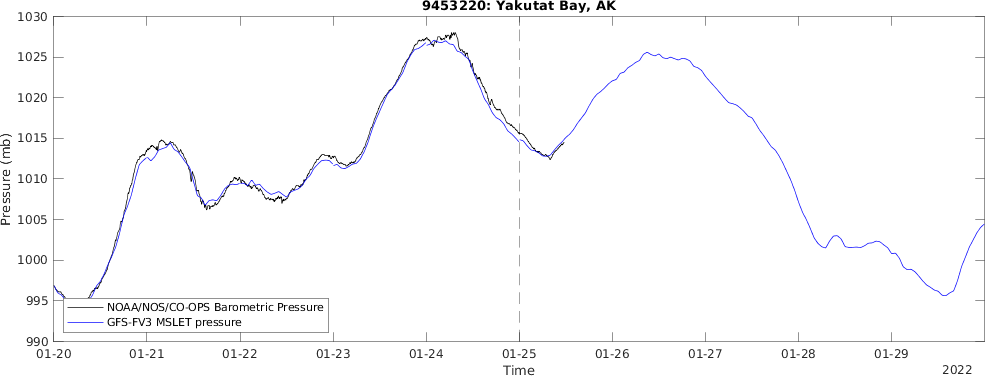 9453220: Yakutat Bay, AK
Pressure (mb)
1030
1025
1020
1015
1010
1005
1000
995
990
NOAA/NOS/CO-OPS Barometric Pressure
GFS-FV3 MSLET pressure
01-20 01-21 01-22 01-23 01-24 01-25 01-26 01-27 01-28 01-29
Time
2022